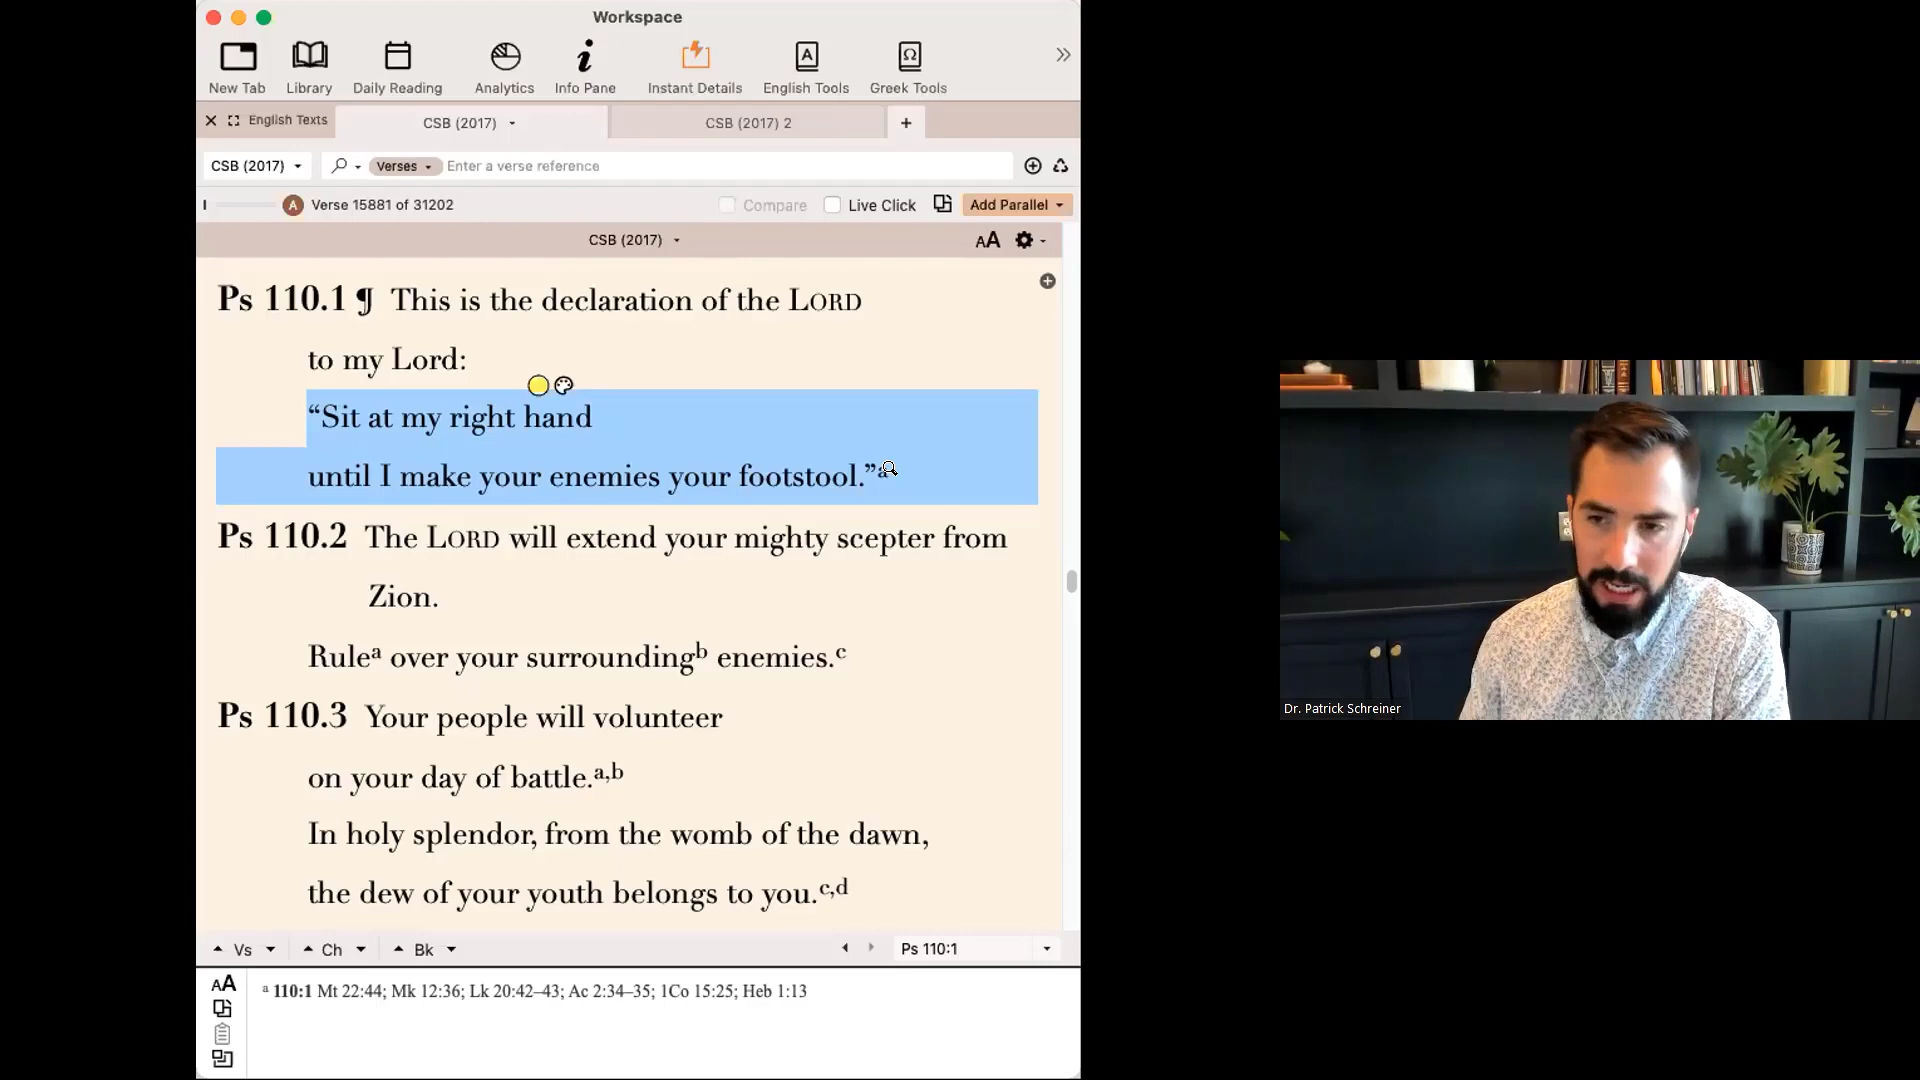 Workspace
New Tab Library Daily Reading Analytics Info Pane Instant Details English Tools Greek Tools
English Texts CSB (2017) CSB (2017) 2 +
CSB (2017) Verses Enter a verse reference
A Verse 15881 of 31202 Compare Live Click Add Parallel
CSB (2017) AA
Ps 110.1 ¶ This is the declaration of the LORD
to my Lord:
“Sit at my right hand
until I make your enemies your footstool.”a
Ps 110.2 The LORD will extend your mighty scepter from
Zion.
Rulea over your surroundingb enemies.c
Ps 110.3 Your people will volunteer
on your day of battle.a,b
In holy splendor, from the womb of the dawn,
the dew of your youth belongs to you.c,d
Vs Ch Bk Ps 110:1
AA
a 110:1 Mt 22:44; Mk 12:36; Lk 20:42–43; Ac 2:34–35; 1Co 15:25; Heb 1:13
Dr. Patrick Schreiner